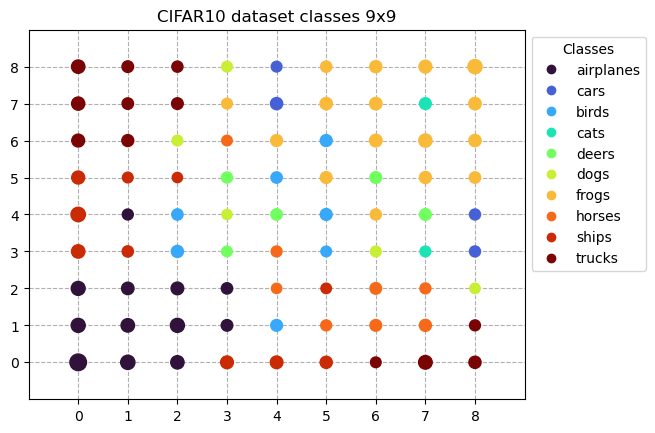 CIFAR10 dataset classes 9x9
8
7
6
5
4
3
2
1
0
0 1 2 3 4 5 6 7 8
Classes
airplanes
cars
birds
cats
deers
dogs
frogs
horses
ships
trucks